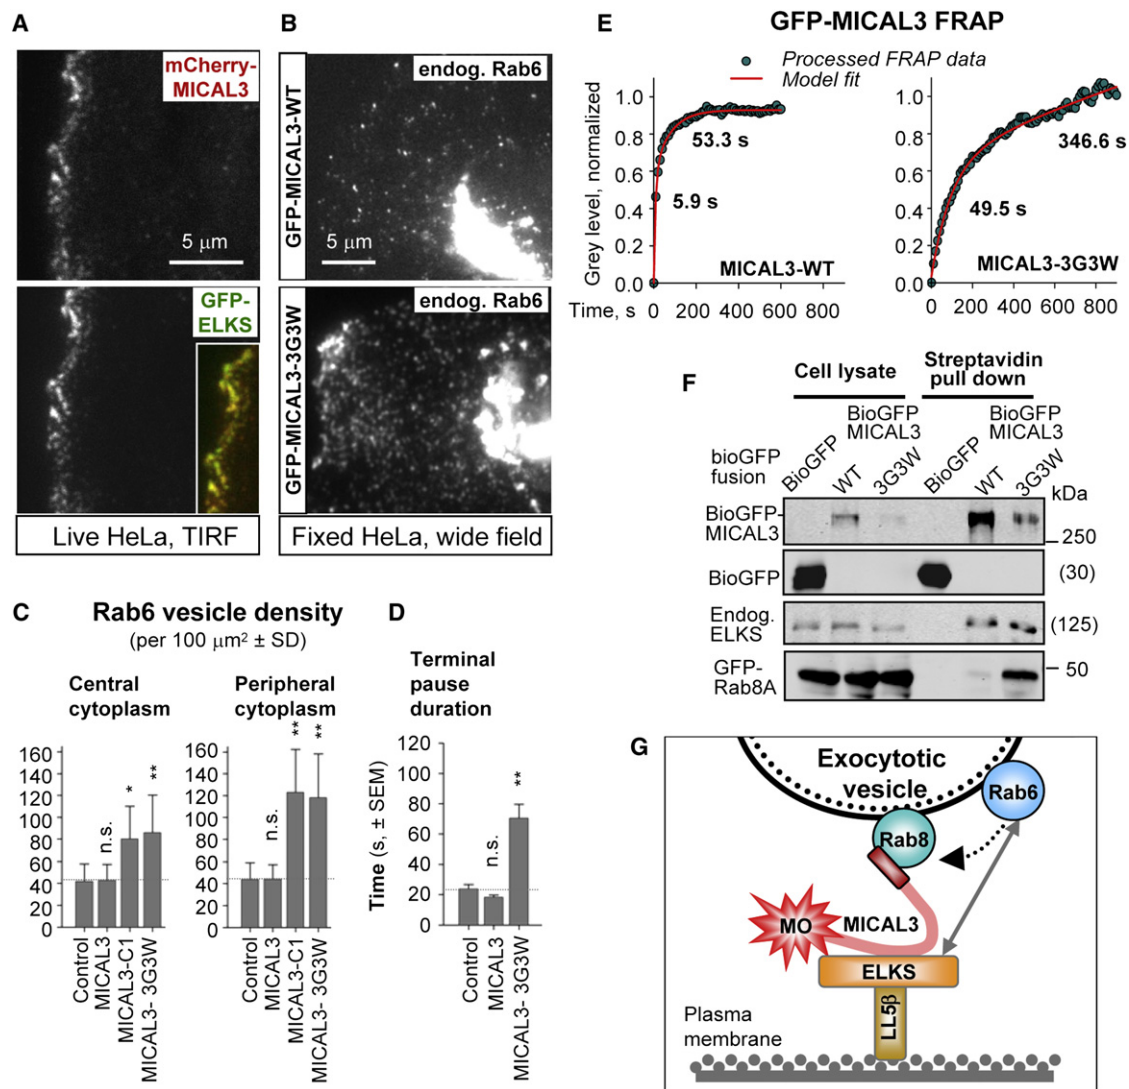 A
mCherry-
MICAL3
5 µm
GFP-
ELKS
Live HeLa, TIRF
B
GFP-MICAL3-WT
endog. Rab6
5 µm
GFP-MICAL3-3G3W
endog. Rab6
Fixed HeLa, wide field
C
Rab6 vesicle density
(per 100 µm² ± SD)
Central
cytoplasm
160
140
120
100
80
60
40
20
0
n.s.
*
**
Control
MICAL3
MICAL3-C1
MICAL3- 3G3W
Peripheral
cytoplasm
160
140
120
100
80
60
40
20
0
n.s.
**
**
Control
MICAL3
MICAL3-C1
MICAL3- 3G3W
D
Terminal
pause
duration
Time (s, ± SEM)
120
100
80
60
40
20
0
n.s.
**
Control
MICAL3
MICAL3- 3G3W
E
GFP-MICAL3 FRAP
Processed FRAP data
Model fit
Grey level, normalized
1.0
0.8
0.6
0.4
0.2
0.0
53.3 s
5.9 s
MICAL3-WT
Time, s
0 200 400 600 800
1.0
0.8
0.6
0.4
0.2
0.0
346.6 s
49.5 s
MICAL3-3G3W
0 200 400 600 800
F
Cell lysate
Streptavidin
pull down
BioGFP
MICAL3
BioGFP
MICAL3
bioGFP
fusion
BioGFP
WT
3G3W
BioGFP
WT
3G3W
kDa
BioGFP-
MICAL3
250
BioGFP
(30)
Endog.
ELKS
(125)
GFP-
Rab8A
50
G
Exocytotic
vesicle
Rab6
Rab8
MO
MICAL3
ELKS
LL5β
Plasma
membrane